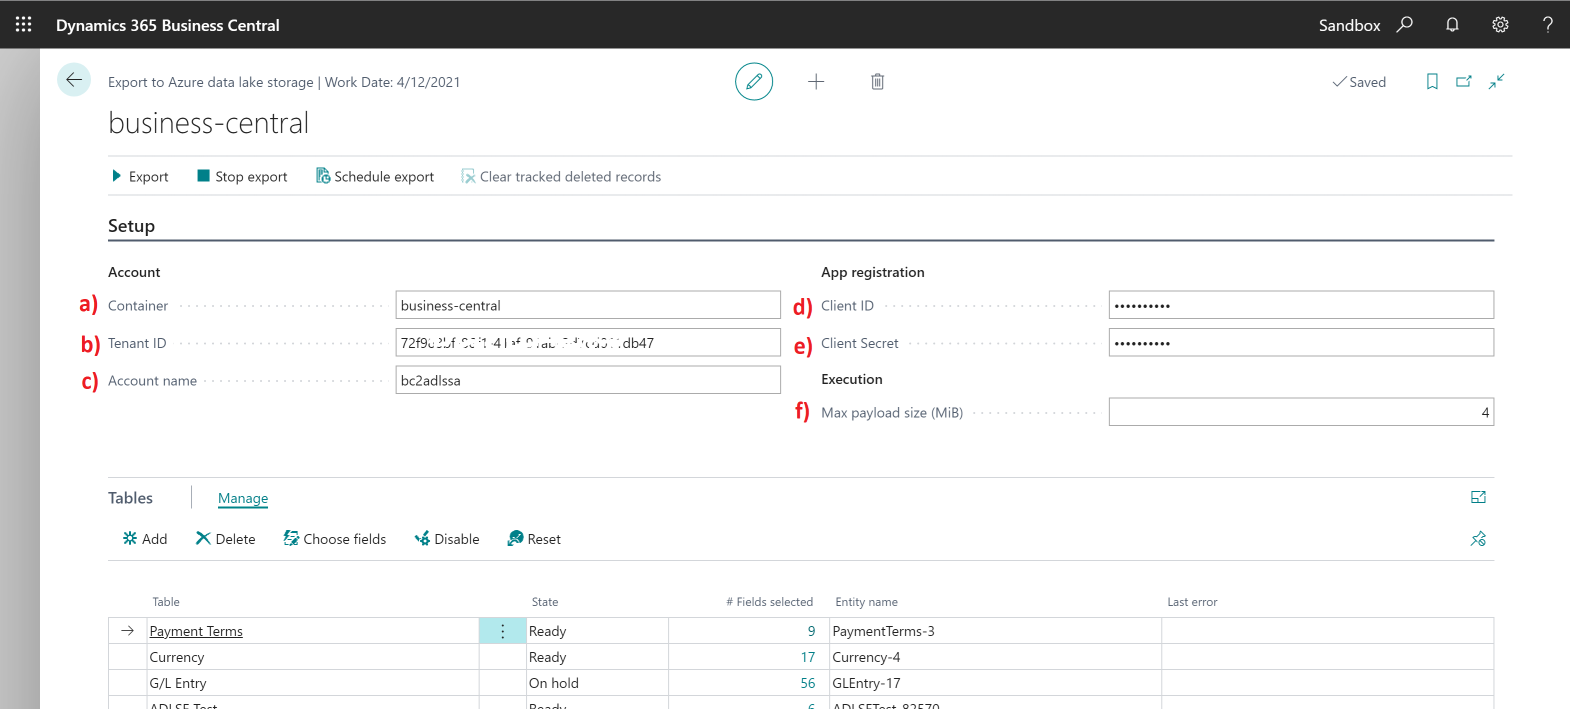 Dynamics 365 Business Central Sandbox ?
Export to Azure data lake storage | Work Date: 4/12/2021 Saved
business-central
Export Stop export Schedule export Clear tracked deleted records
Setup
Account App registration
a) Container business-central d) Client ID ••••••••••
b) Tenant ID e) Client Secret ••••••••••
Execution
c) Account name bc2adlssa
f) Max payload size (MiB) 4
Tables Manage
Add Delete Choose fields Disable Reset
Table State # Fields selected Entity name Last error
Payment Terms Ready 9 PaymentTerms-3
Currency Ready 17 Currency-4
G/L Entry On hold 56 GLEntry-17
ADLSE Test Ready 6 ADLSETest-82570